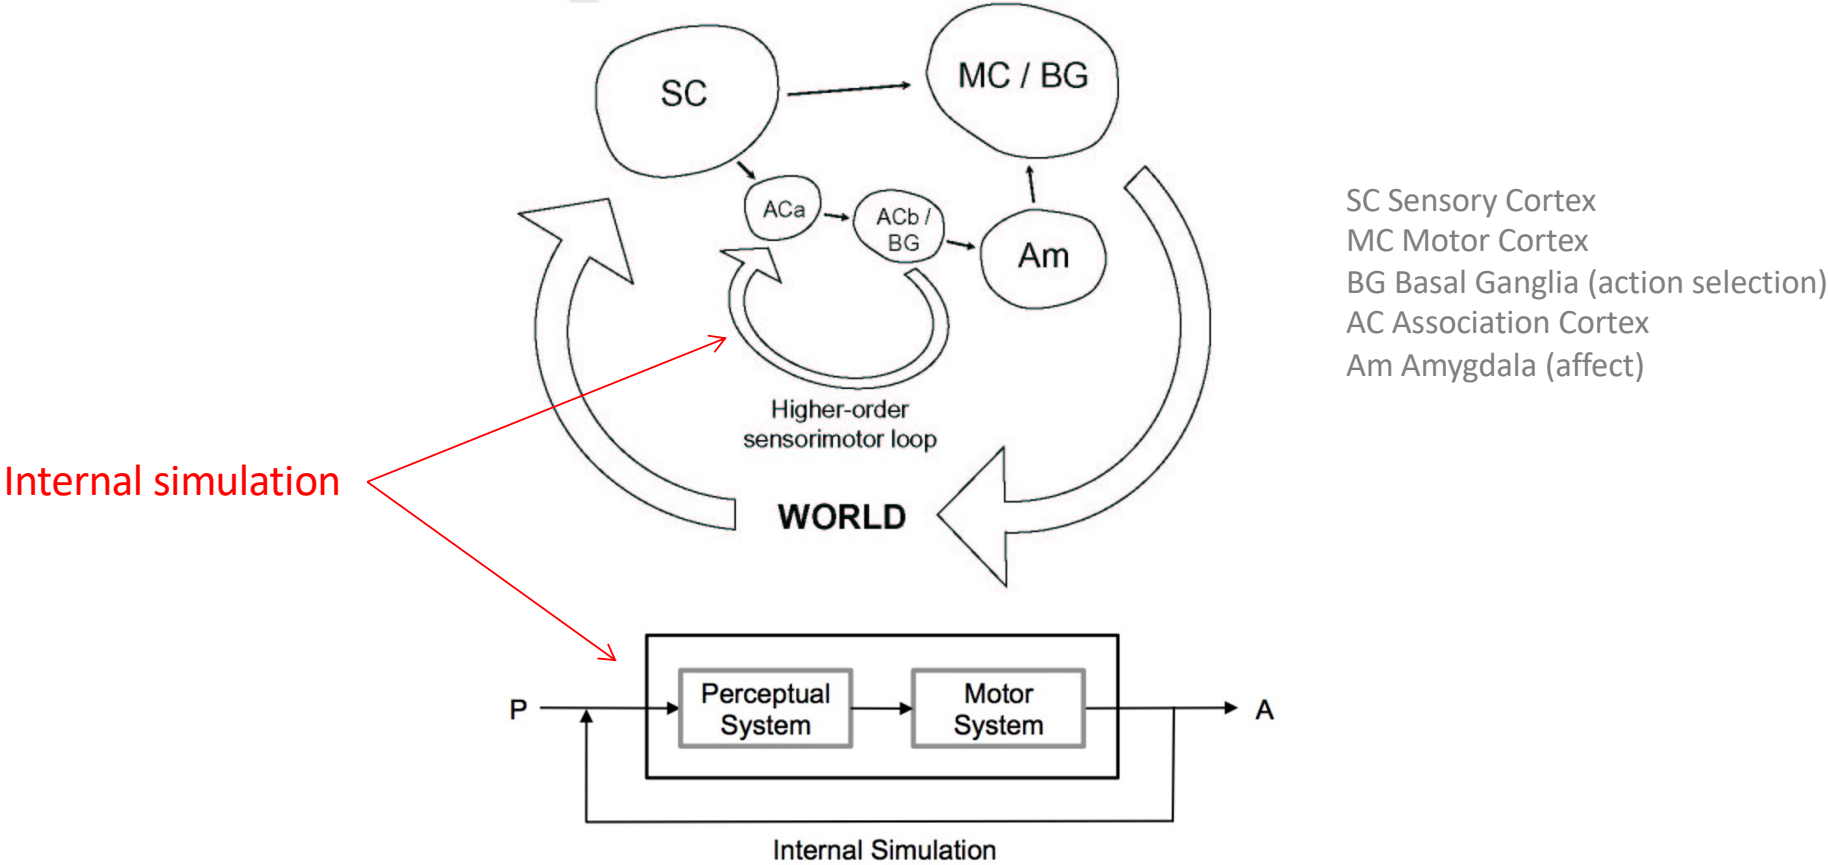 SC
MC / BG
ACa
ACb /
BG
Am
SC Sensory Cortex
MC Motor Cortex
BG Basal Ganglia (action selection)
AC Association Cortex
Am Amygdala (affect)
Higher-order
sensorimotor loop
Internal simulation
WORLD
P
Perceptual
System
Motor
System
A
Internal Simulation